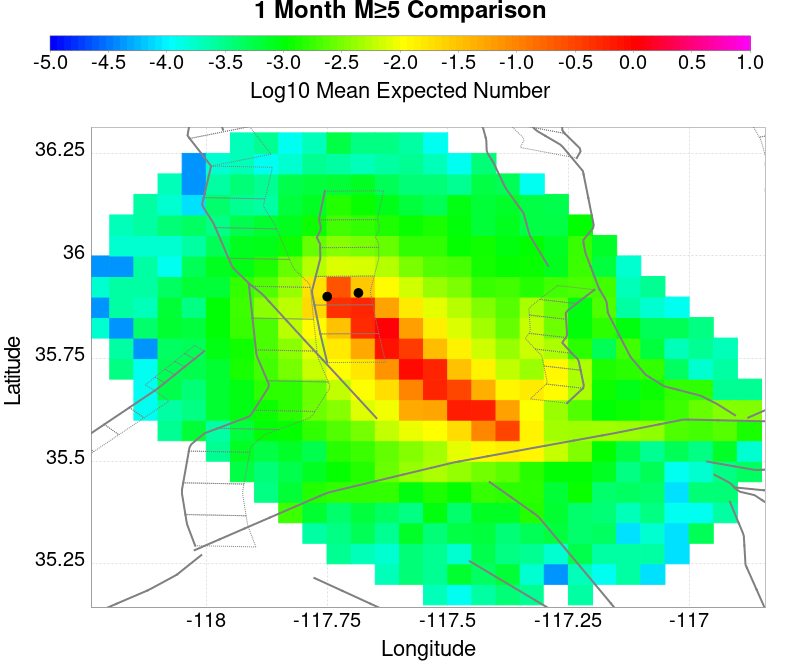 1 Month M≥5 Comparison
-5.0 -4.5 -4.0 -3.5 -3.0 -2.5 -2.0 -1.5 -1.0 -0.5 0.0 0.5 1.0
Log10 Mean Expected Number
36.25
36
35.75
35.5
35.25
Latitude
-118 -117.75 -117.5 -117.25 -117
Longitude